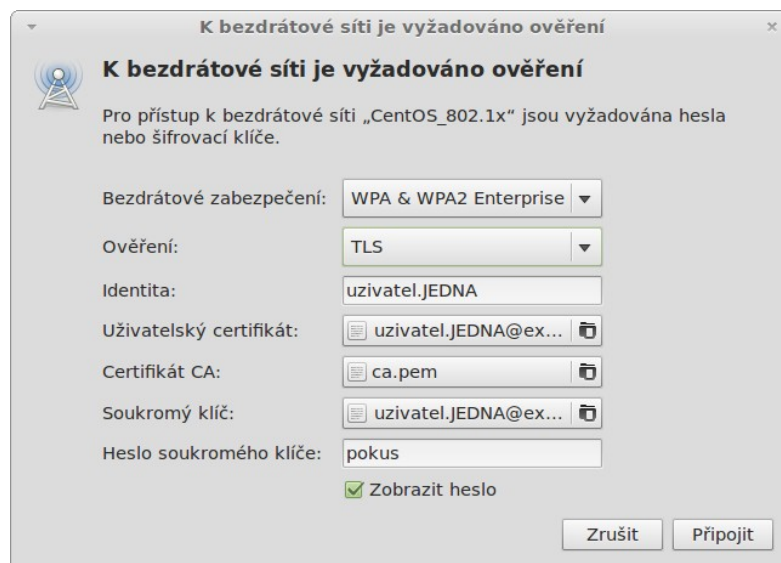 K bezdrátové síti je vyžadováno ověření
K bezdrátové síti je vyžadováno ověření
Pro přístup k bezdrátové síti „CentOS_802.1x“ jsou vyžadována hesla
nebo šifrovací klíče.
Bezdrátové zabezpečení: WPA & WPA2 Enterprise
Ověření: TLS
Identita: uzivatel.JEDNA
Uživatelský certifikát: uzivatel.JEDNA@ex...
Certifikát CA: ca.pem
Soukromý klíč: uzivatel.JEDNA@ex...
Heslo soukromého klíče: pokus
Zobrazit heslo
Zrušit Připojit